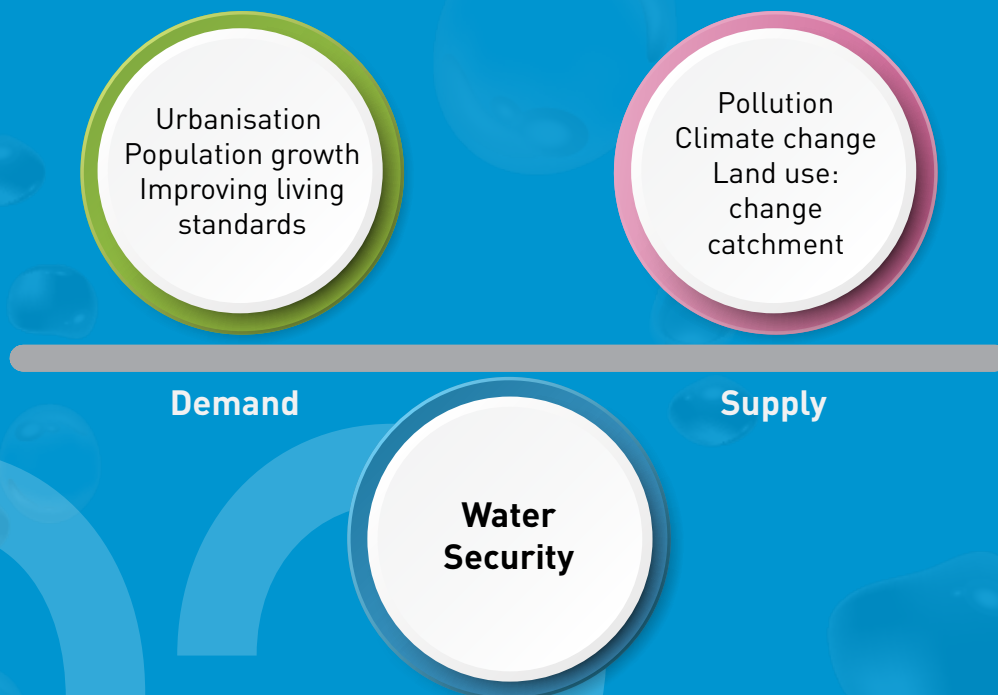 Urbanisation
Population growth
Improving living
standards
Pollution
Climate change
Land use:
change
catchment
Demand
Supply
Water
Security